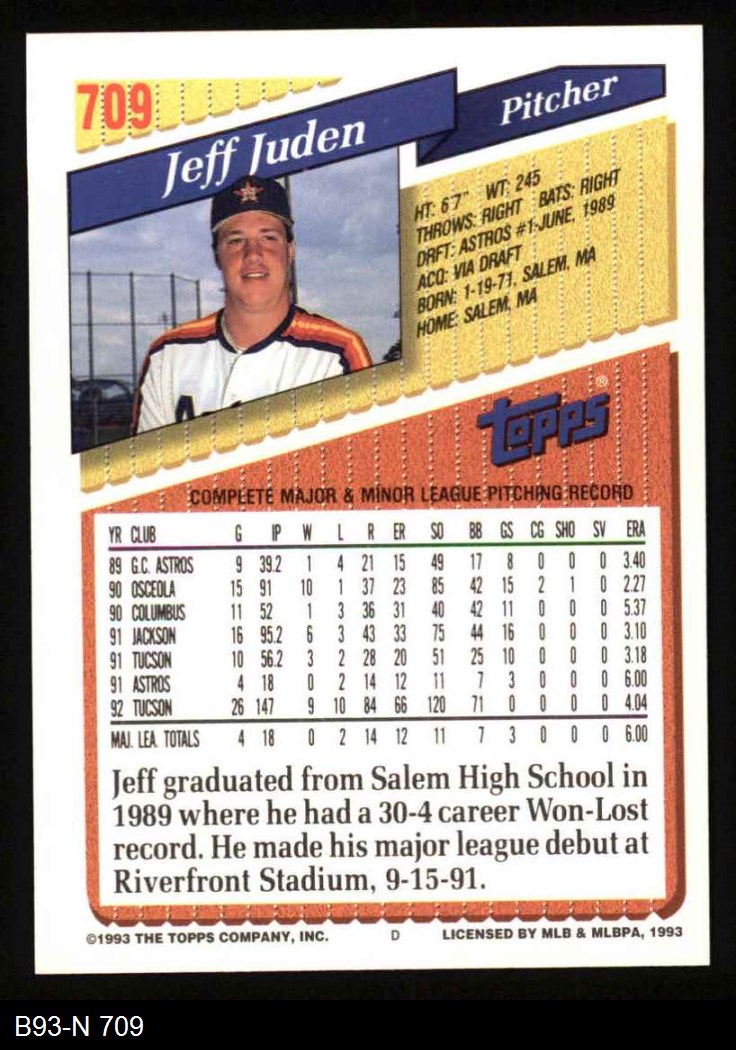 709
Jeff Juden
Pitcher
HT: 6'7" WT: 245
THROWS: RIGHT BATS: RIGHT
DRFT: ASTROS #1-JUNE, 1989
ACQ: VIA DRAFT
BORN: 1-19-71, SALEM, MA
HOME: SALEM, MA
topps®
COMPLETE MAJOR & MINOR LEAGUE PITCHING RECORD
YR CLUB G IP W L R ER SO BB GS CG SHO SV ERA
89 G.C. ASTROS 9 39.2 1 4 21 15 49 17 8 0 0 0 3.40
90 OSCEOLA 15 91 10 1 37 23 85 42 15 2 1 0 2.27
90 COLUMBUS 11 52 1 3 36 31 40 42 11 0 0 0 5.37
91 JACKSON 16 95.2 6 3 43 33 75 44 16 0 0 0 3.10
91 TUCSON 10 56.2 3 2 28 20 51 25 10 0 0 0 3.18
91 ASTROS 4 18 0 2 14 12 11 7 3 0 0 0 6.00
92 TUCSON 26 147 9 10 84 66 120 71 0 0 0 0 4.04
MAJ. LEA. TOTALS 4 18 0 2 14 12 11 7 3 0 0 0 6.00
Jeff graduated from Salem High School in
1989 where he had a 30-4 career Won-Lost
record. He made his major league debut at
Riverfront Stadium, 9-15-91.
©1993 THE TOPPS COMPANY, INC. D LICENSED BY MLB & MLBPA, 1993
B93-N 709